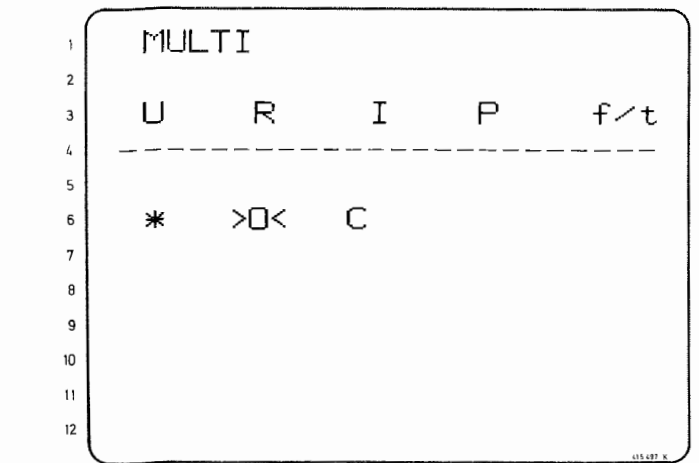 1 MULTI
2
3 U R I P f/t
4 — — — — — — — — — — — — — — — —
5
6 * >0< C
7
8
9
10
11
12
415 497 K